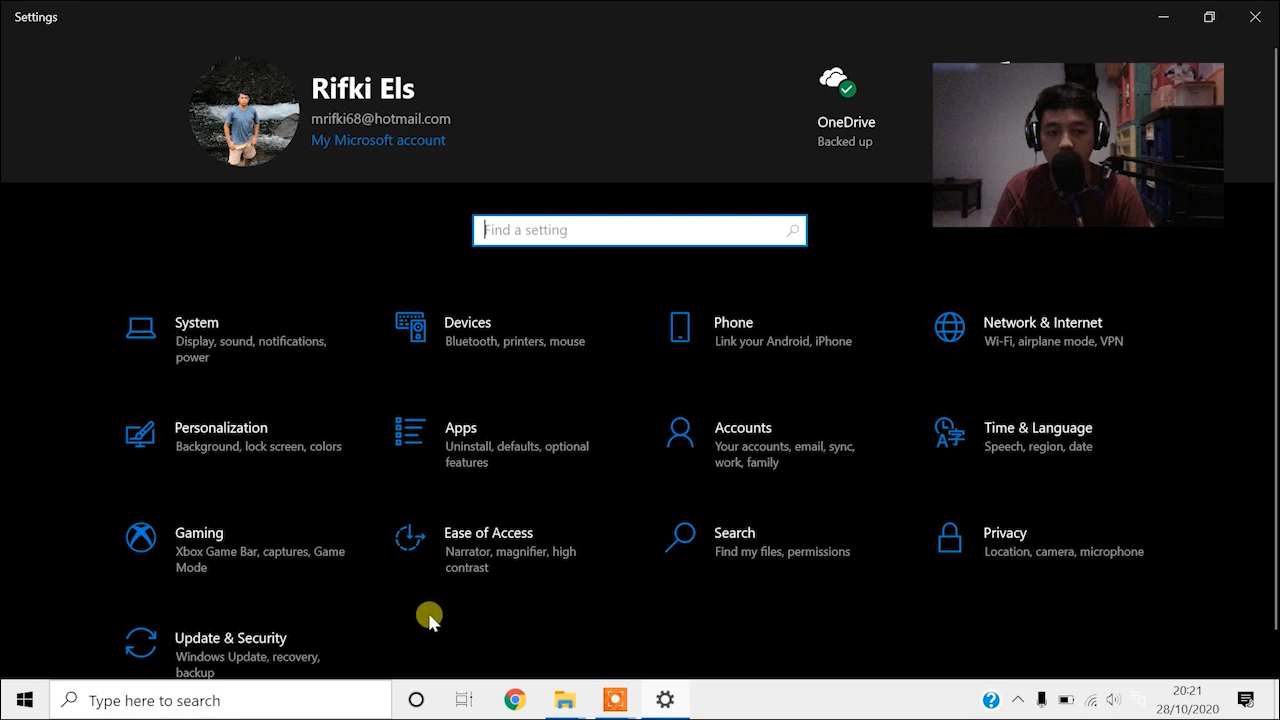 Settings
Rifki Els
mrifki68@hotmail.com
My Microsoft account
OneDrive
Backed up
Find a setting
System
Display, sound, notifications,
power
Devices
Bluetooth, printers, mouse
Phone
Link your Android, iPhone
Network & Internet
Wi-Fi, airplane mode, VPN
Personalization
Background, lock screen, colors
Apps
Uninstall, defaults, optional
features
Accounts
Your accounts, email, sync,
work, family
Time & Language
Speech, region, date
Gaming
Xbox Game Bar, captures, Game
Mode
Ease of Access
Narrator, magnifier, high
contrast
Search
Find my files, permissions
Privacy
Location, camera, microphone
Update & Security
Windows Update, recovery,
backup
Type here to search
20:21
28/10/2020